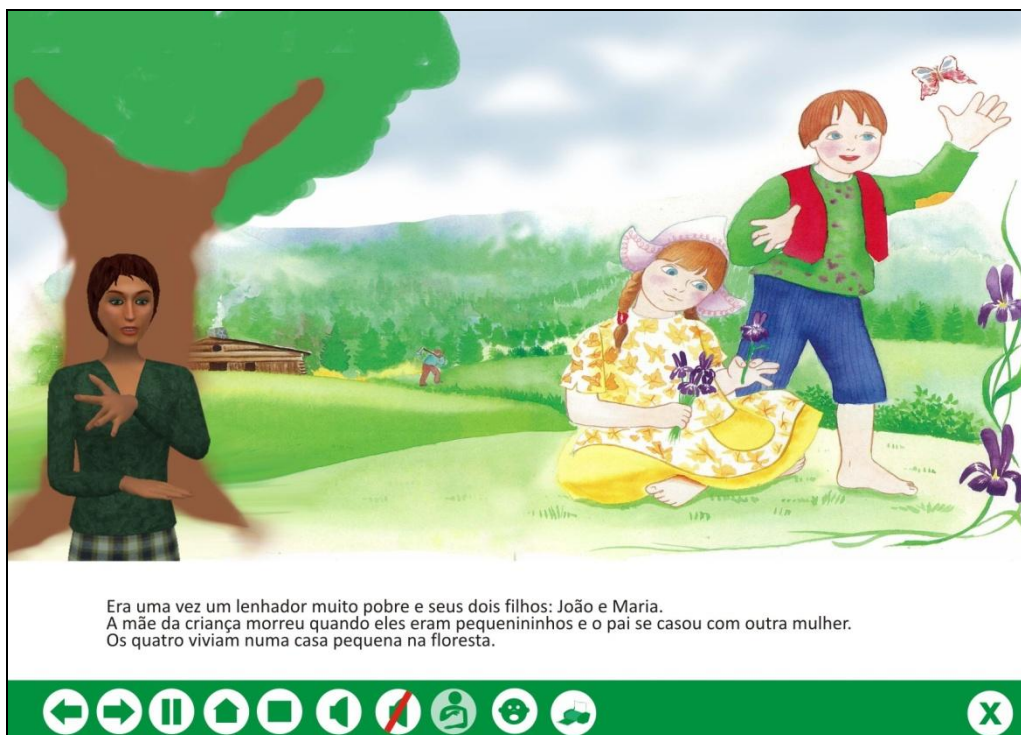 Era uma vez um lenhador muito pobre e seus dois filhos: João e Maria.
A mãe da criança morreu quando eles eram pequenininhos e o pai se casou com outra mulher.
Os quatro viviam numa casa pequena na floresta.
X